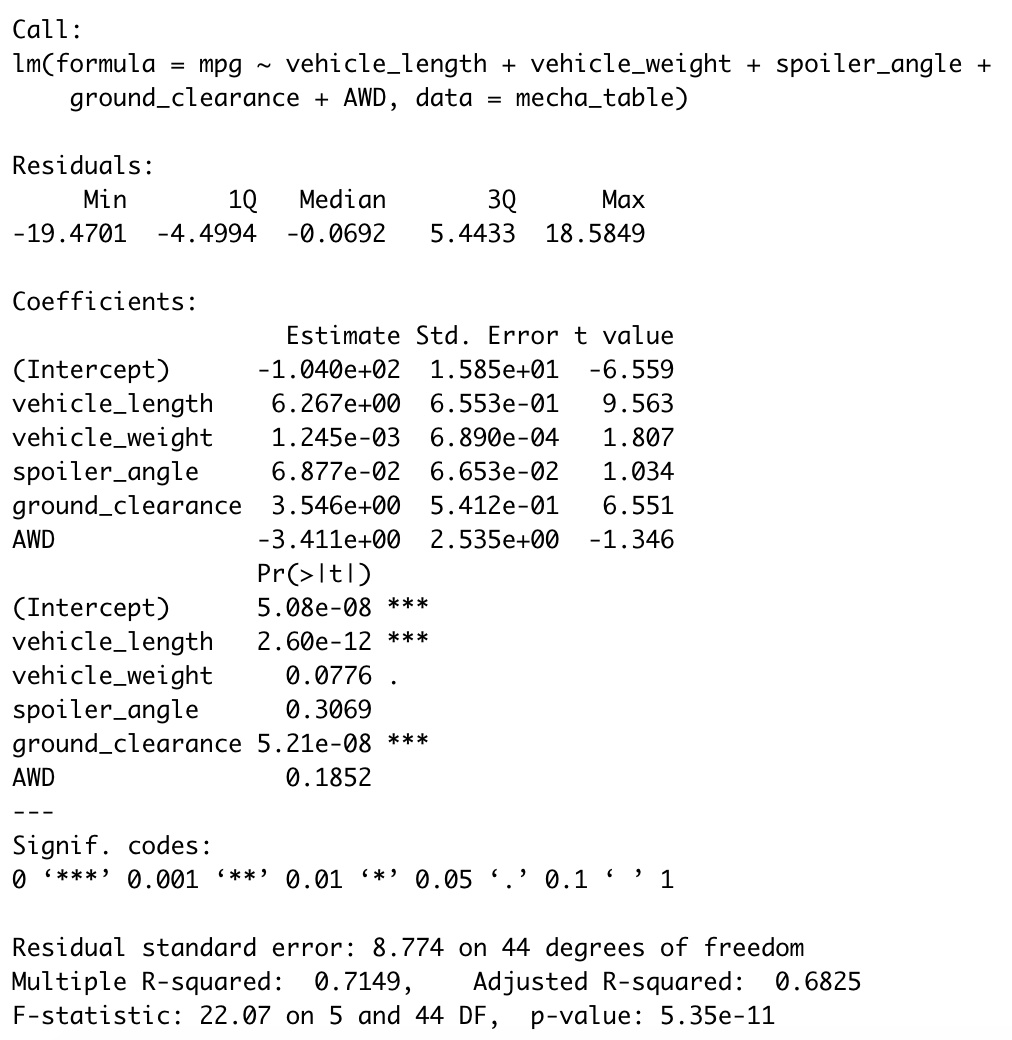 Call:
lm(formula = mpg ~ vehicle_length + vehicle_weight + spoiler_angle +
    ground_clearance + AWD, data = mecha_table)

Residuals:
     Min       1Q   Median       3Q      Max
-19.4701  -4.4994  -0.0692   5.4433  18.5849

Coefficients:
                  Estimate Std. Error t value
(Intercept)      -1.040e+02  1.585e+01  -6.559
vehicle_length    6.267e+00  6.553e-01   9.563
vehicle_weight    1.245e-03  6.890e-04   1.807
spoiler_angle     6.877e-02  6.653e-02   1.034
ground_clearance  3.546e+00  5.412e-01   6.551
AWD              -3.411e+00  2.535e+00  -1.346
                 Pr(>|t|)
(Intercept)      5.08e-08 ***
vehicle_length   2.60e-12 ***
vehicle_weight     0.0776 .
spoiler_angle      0.3069
ground_clearance 5.21e-08 ***
AWD                0.1852
---
Signif. codes:
0 ‘***’ 0.001 ‘**’ 0.01 ‘*’ 0.05 ‘.’ 0.1 ‘ ’ 1

Residual standard error: 8.774 on 44 degrees of freedom
Multiple R-squared:  0.7149,    Adjusted R-squared:  0.6825
F-statistic: 22.07 on 5 and 44 DF,  p-value: 5.35e-11